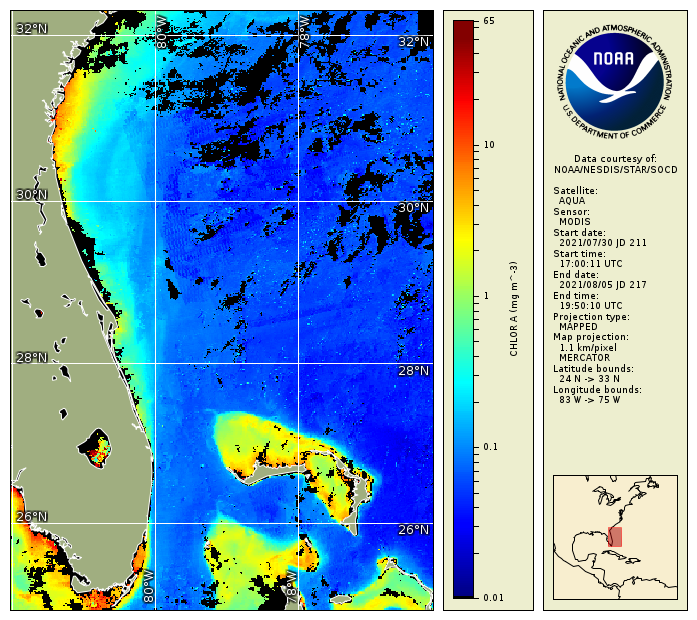 32°N
80°W
78°W
32°N
30°N
30°N
28°N
28°N
26°N
26°N
80°W
78°W
65
10
1
0.1
0.01
CHLOR A (mg m^-3)
NATIONAL OCEANIC AND ATMOSPHERIC ADMINISTRATION
NOAA
U.S. DEPARTMENT OF COMMERCE
Data courtesy of:
NOAA/NESDIS/STAR/SOCD
Satellite:
AQUA
Sensor:
MODIS
Start date:
2021/07/30 JD 211
Start time:
17:00:11 UTC
End date:
2021/08/05 JD 217
End time:
19:50:10 UTC
Projection type:
MAPPED
Map projection:
1.1 km/pixel
MERCATOR
Latitude bounds:
24 N -> 33 N
Longitude bounds:
83 W -> 75 W